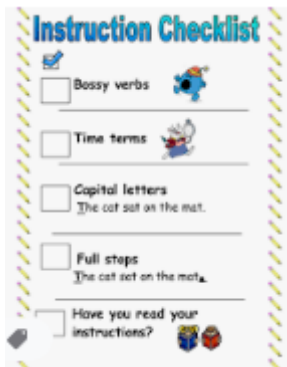 Instruction Checklist
Bossy verbs
Time terms
Capital letters
The cat sat on the mat.
Full stops
The cat sat on the mat.
Have you read your
instructions?